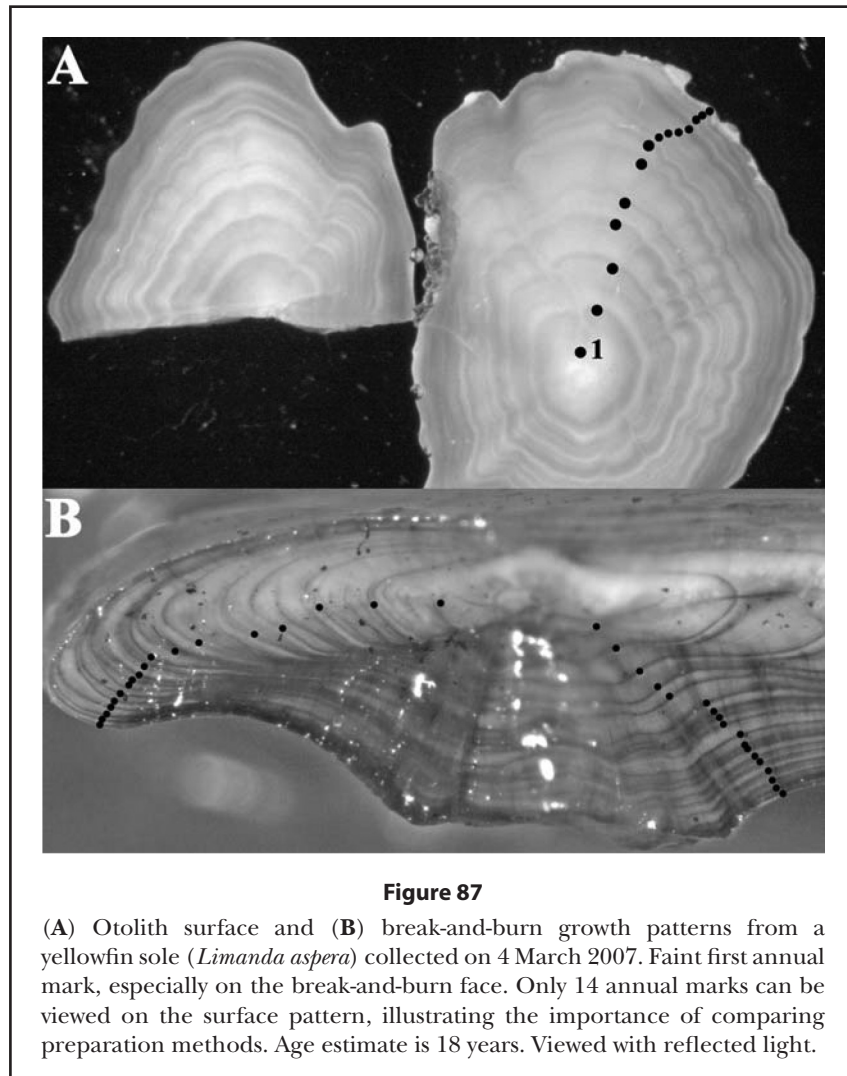 A
1
B
Figure 87
(A) Otolith surface and (B) break-and-burn growth patterns from a
yellowfin sole (Limanda aspera) collected on 4 March 2007. Faint first annual
mark, especially on the break-and-burn face. Only 14 annual marks can be
viewed on the surface pattern, illustrating the importance of comparing
preparation methods. Age estimate is 18 years. Viewed with reflected light.